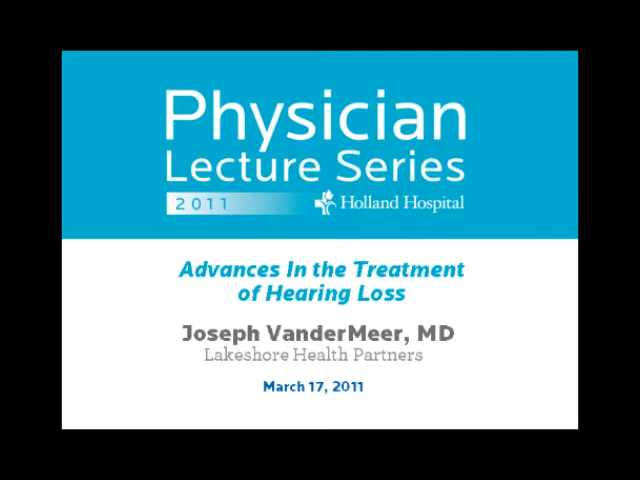 Physician
Lecture Series
2011
Holland Hospital
Advances In the Treatment
of Hearing Loss
Joseph VanderMeer, MD
Lakeshore Health Partners
March 17, 2011